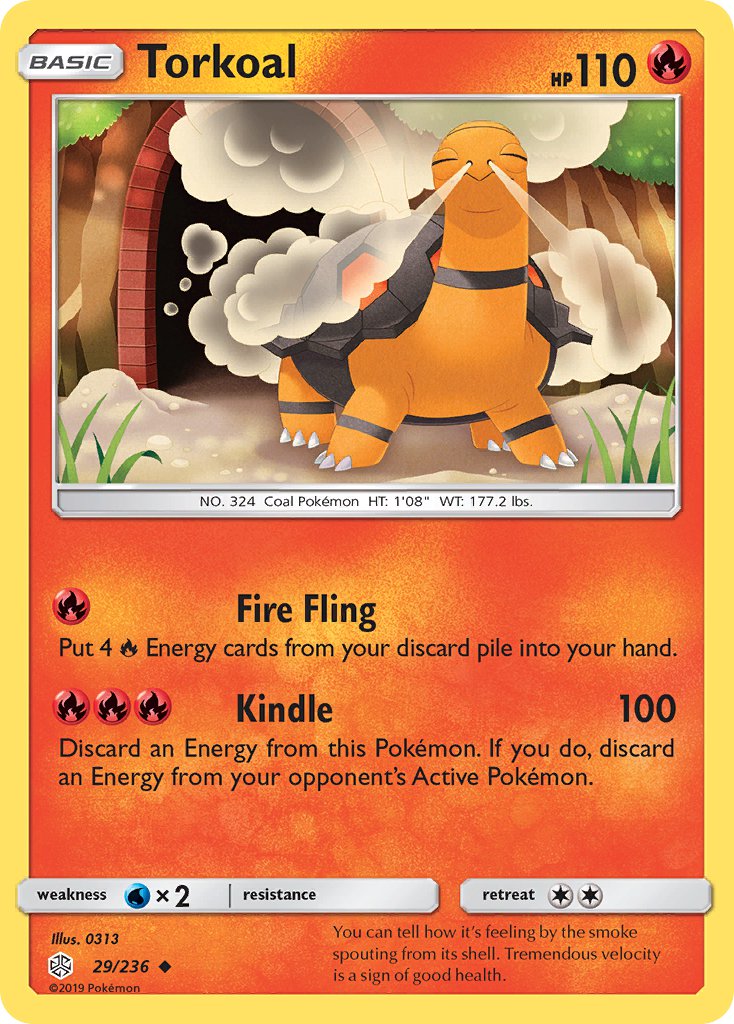 BASIC Torkoal HP110
NO. 324 Coal Pokémon HT: 1'08" WT: 177.2 lbs.
Fire Fling
Put 4 Energy cards from your discard pile into your hand.
Kindle 100
Discard an Energy from this Pokémon. If you do, discard
an Energy from your opponent's Active Pokémon.
weakness ×2 resistance retreat
Illus. 0313
29/236
©2019 Pokémon
You can tell how it's feeling by the smoke
spouting from its shell. Tremendous velocity
is a sign of good health.